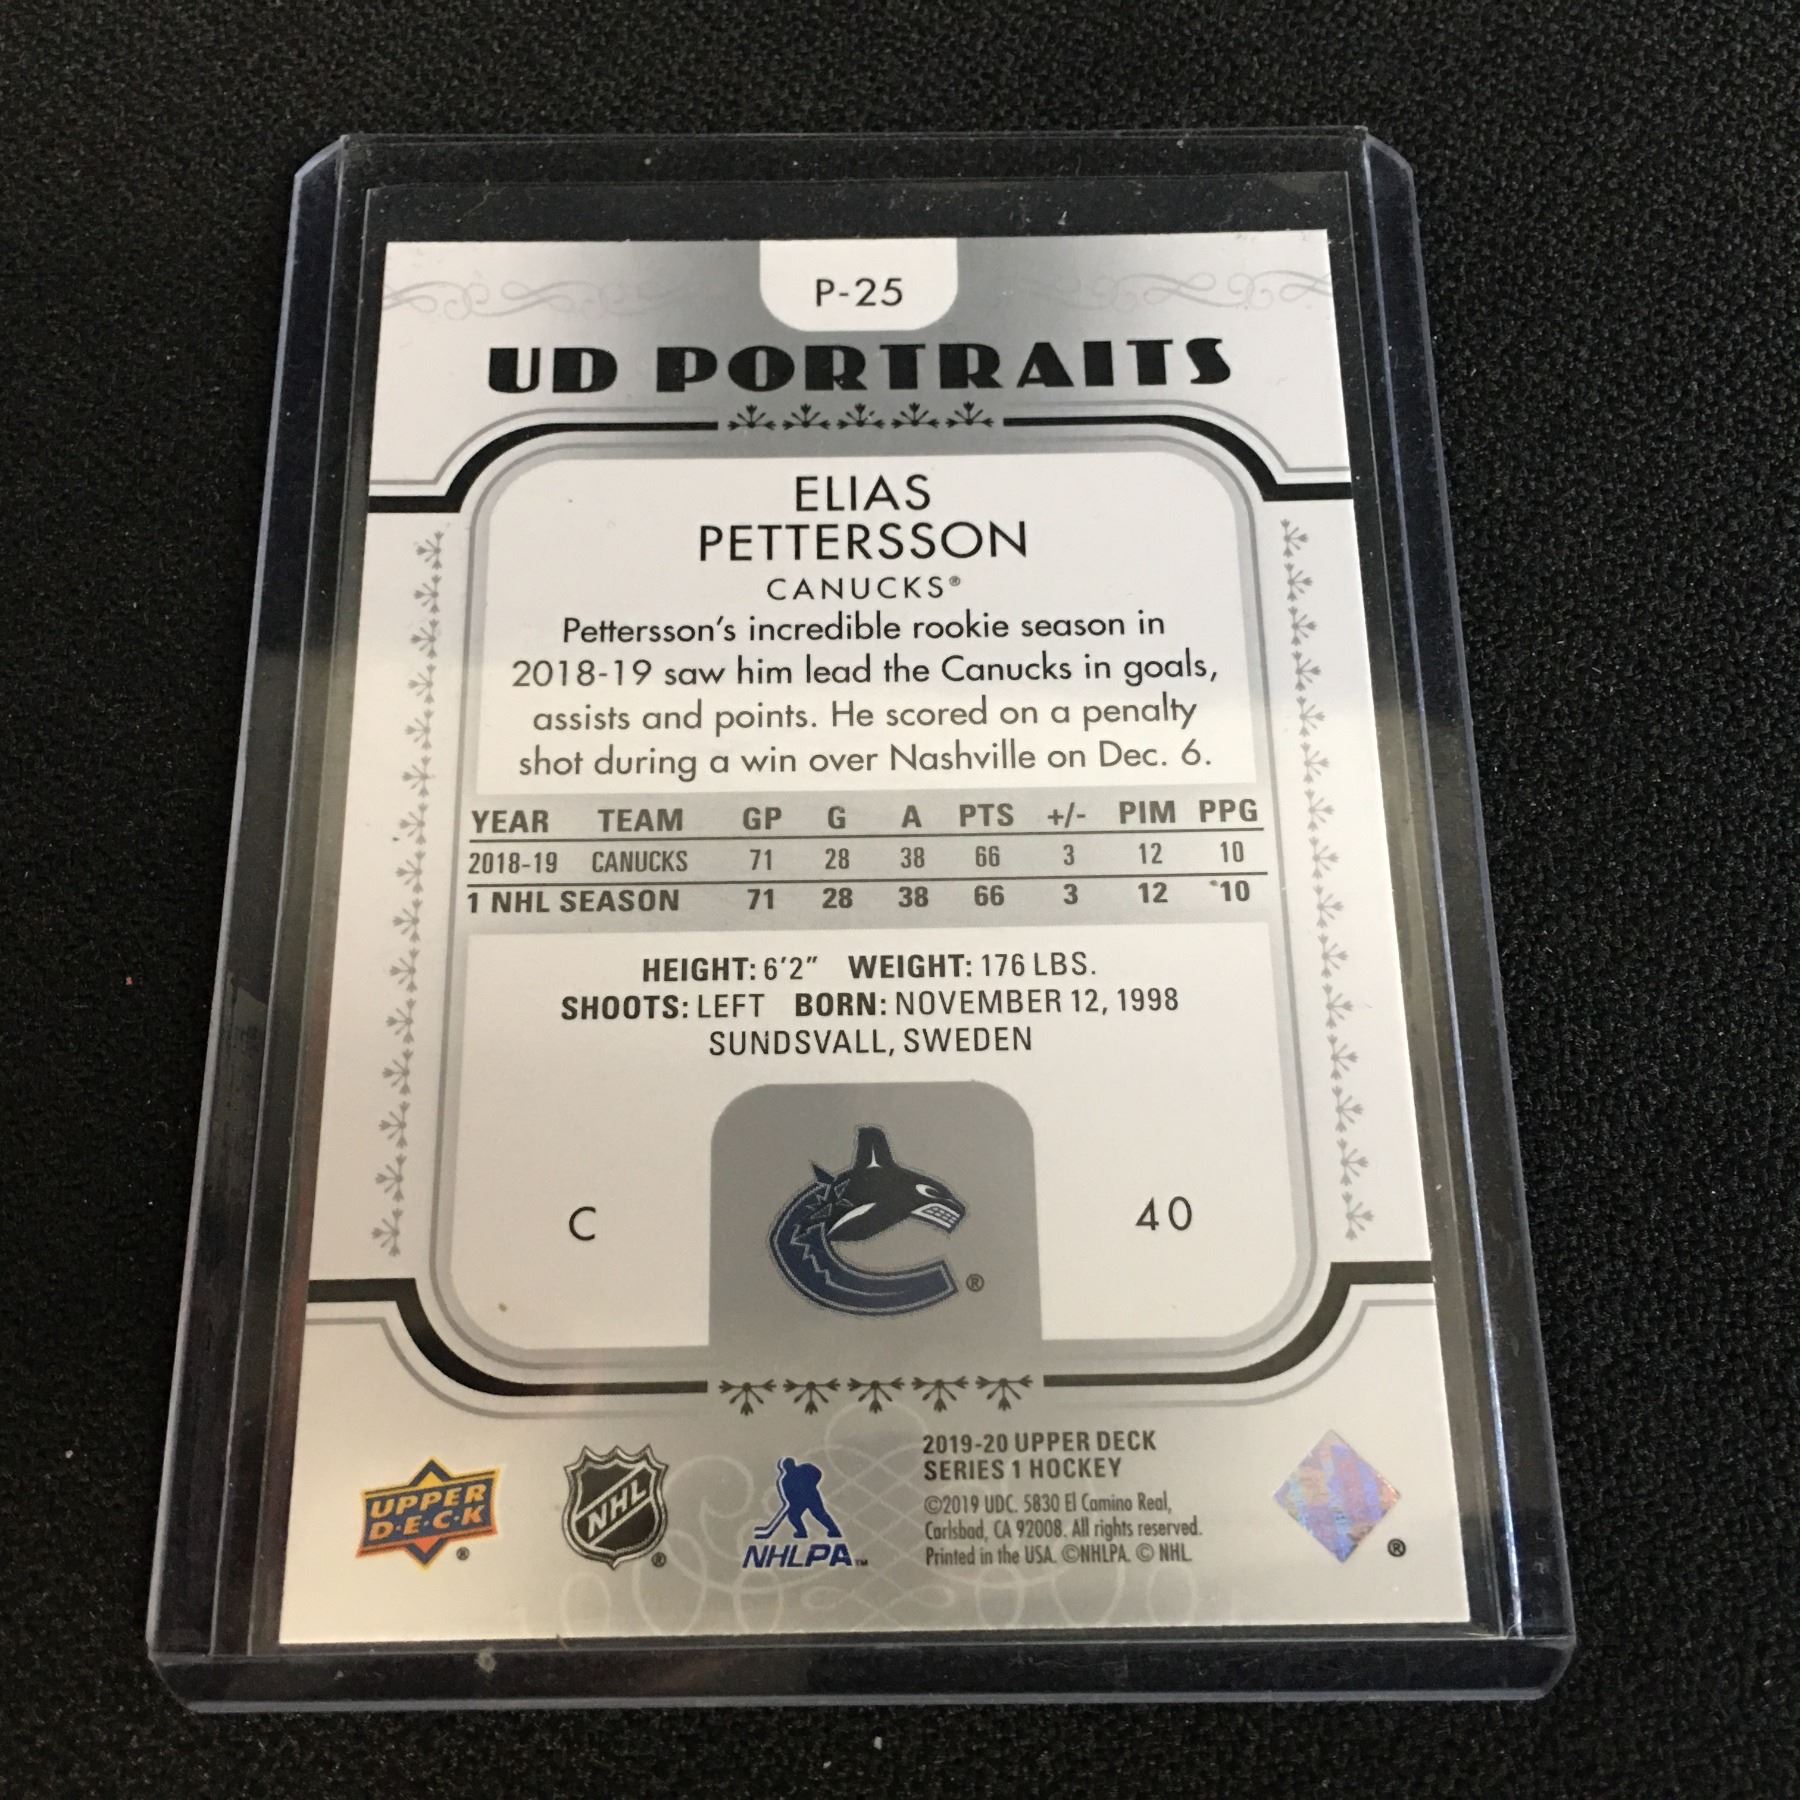 P-25
UD PORTRAITS
ELIAS
PETTERSSON
CANUCKS®
Pettersson's incredible rookie season in
2018-19 saw him lead the Canucks in goals,
assists and points. He scored on a penalty
shot during a win over Nashville on Dec. 6.
YEAR TEAM GP G A PTS +/- PIM PPG
2018-19 CANUCKS 71 28 38 66 3 12 10
1 NHL SEASON 71 28 38 66 3 12 *10
HEIGHT: 6'2" WEIGHT: 176 LBS.
SHOOTS: LEFT BORN: NOVEMBER 12, 1998
SUNDSVALL, SWEDEN
C
40
®
UPPER
D·E·C·K
®
NHL
®
NHLPA™
2019-20 UPPER DECK
SERIES 1 HOCKEY
©2019 UDC. 5830 El Camino Real,
Carlsbad, CA 92008. All rights reserved.
Printed in the USA. ©NHLPA. © NHL.
®